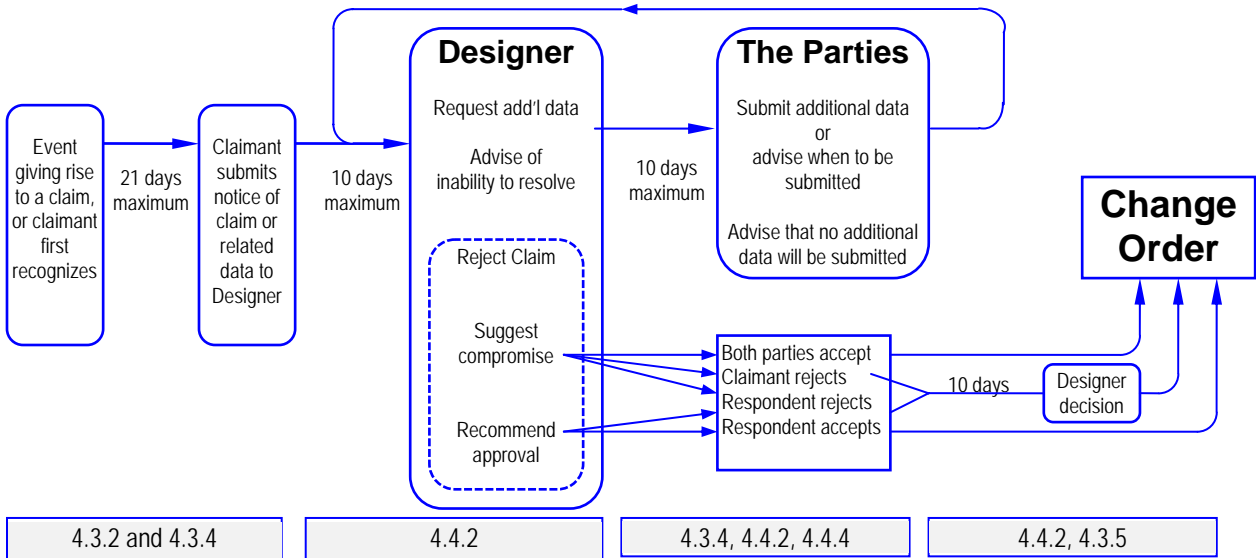 Event
giving rise
to a claim,
or claimant
first
recognizes
21 days
maximum
Claimant
submits
notice of
claim or
related
data to
Designer
10 days
maximum
Designer
Request add'l data
Advise of
inability to resolve
Reject Claim
Suggest
compromise
Recommend
approval
10 days
maximum
The Parties
Submit additional data
or
advise when to be
submitted
Advise that no additional
data will be submitted
Both parties accept
Claimant rejects
Respondent rejects
Respondent accepts
10 days
Designer
decision
Change
Order
4.3.2 and 4.3.4
4.4.2
4.3.4, 4.4.2, 4.4.4
4.4.2, 4.3.5